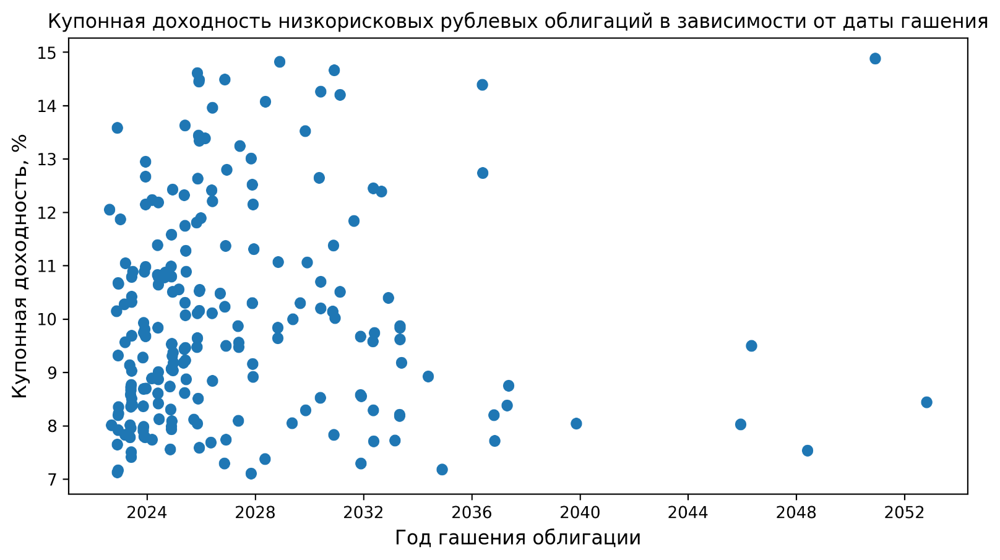 Купонная доходность низкорисковых рублевых облигаций в зависимости от даты гашения
Купонная доходность, %
15
14
13
12
11
10
9
8
7
2024 2028 2032 2036 2040 2044 2048 2052
Год гашения облигации